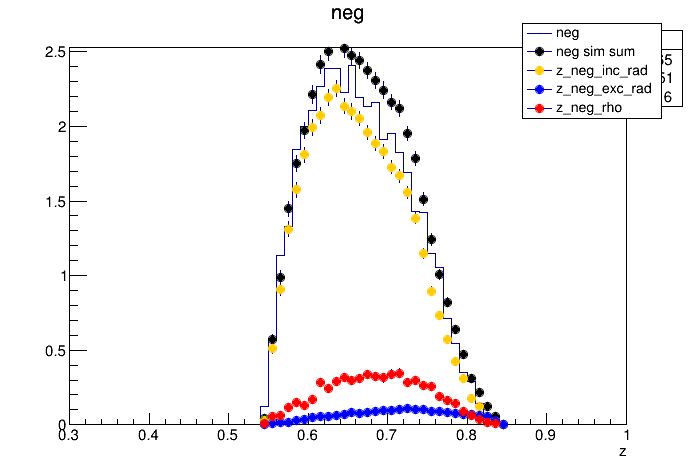 neg
neg
neg sim sum
z_neg_inc_rad
z_neg_exc_rad
z_neg_rho
2.5
2
1.5
1
0.5
0
0.3
0.4
0.5
0.6
0.7
0.8
0.9
1
z